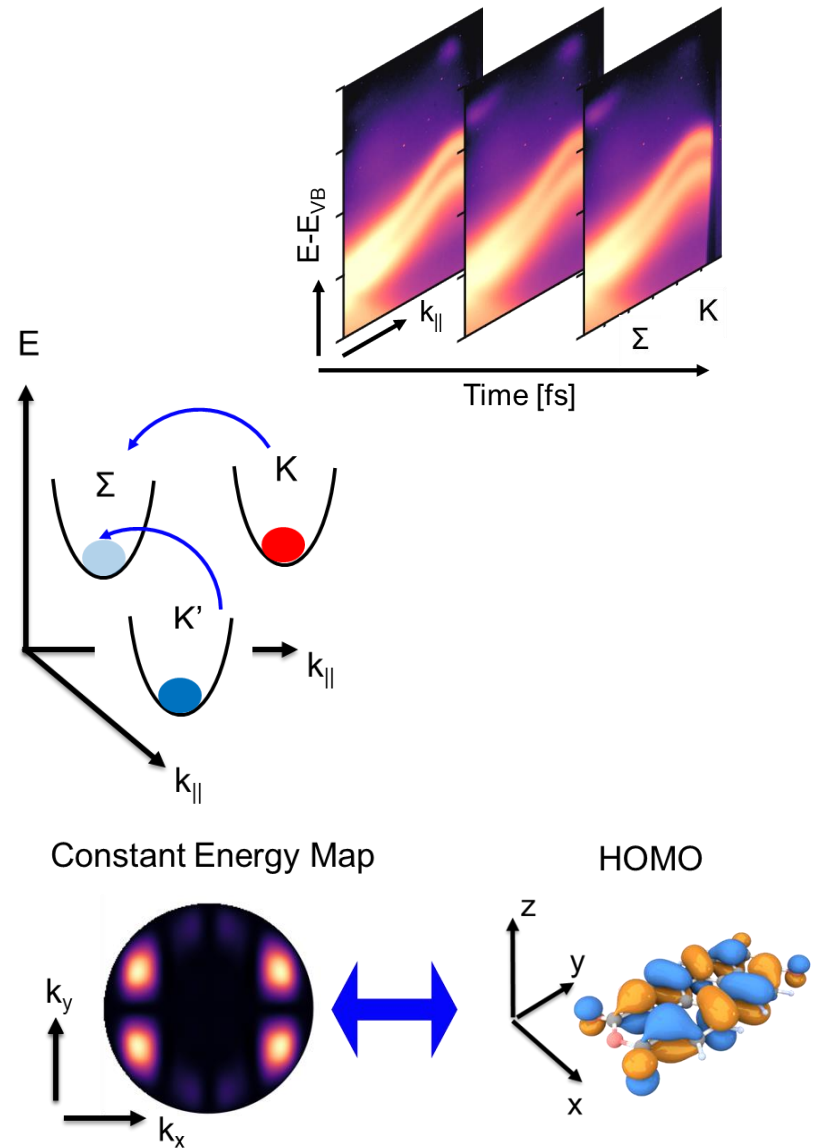 E-E_VB
k_||
K
Σ
Time [fs]
E
Σ
K
K’
k_||
k_||
Constant Energy Map
HOMO
k_y
k_x
z
y
x